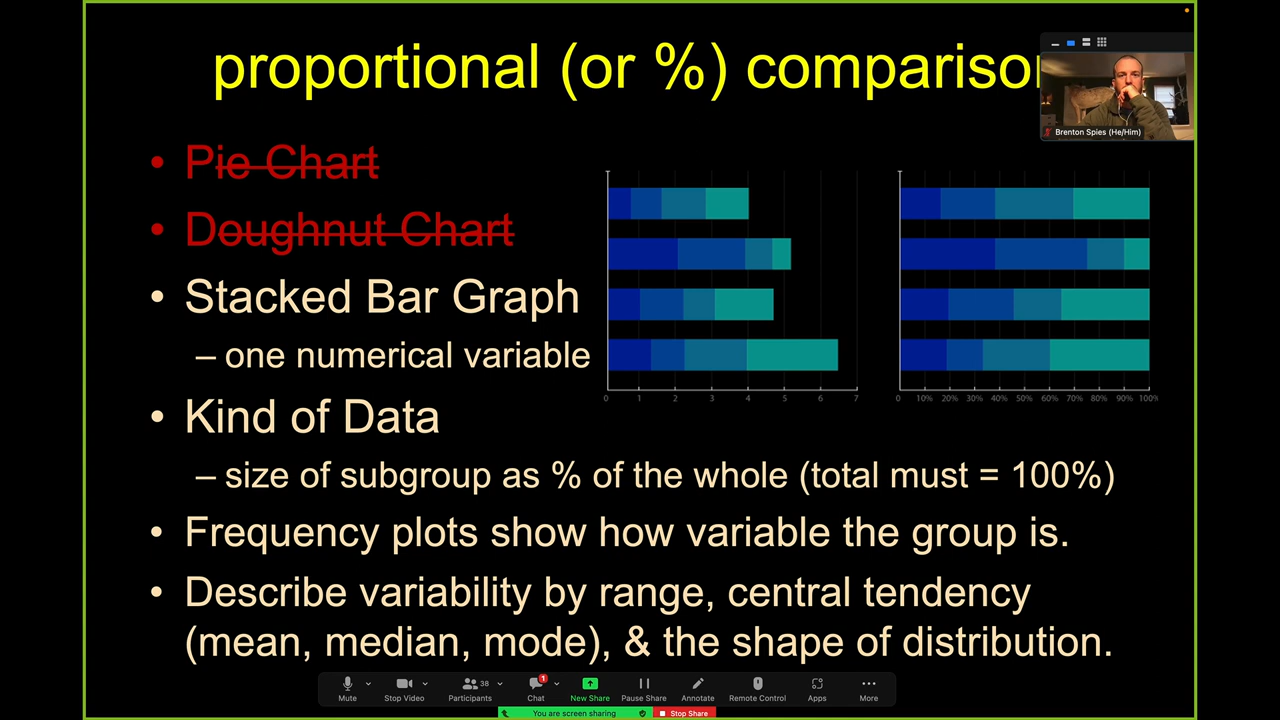 proportional (or %) comparison
Brenton Spies (He/Him)
• Pie Chart
• Doughnut Chart
• Stacked Bar Graph
– one numerical variable
0 1 2 3 4 5 6 7
0 10% 20% 30% 40% 50% 60% 70% 80% 90% 100%
• Kind of Data
– size of subgroup as % of the whole (total must = 100%)
• Frequency plots show how variable the group is.
• Describe variability by range, central tendency
(mean, median, mode), & the shape of distribution.
38 1
Mute Stop Video Participants Chat New Share Pause Share Annotate Remote Control Apps More
You are screen sharing Stop Share